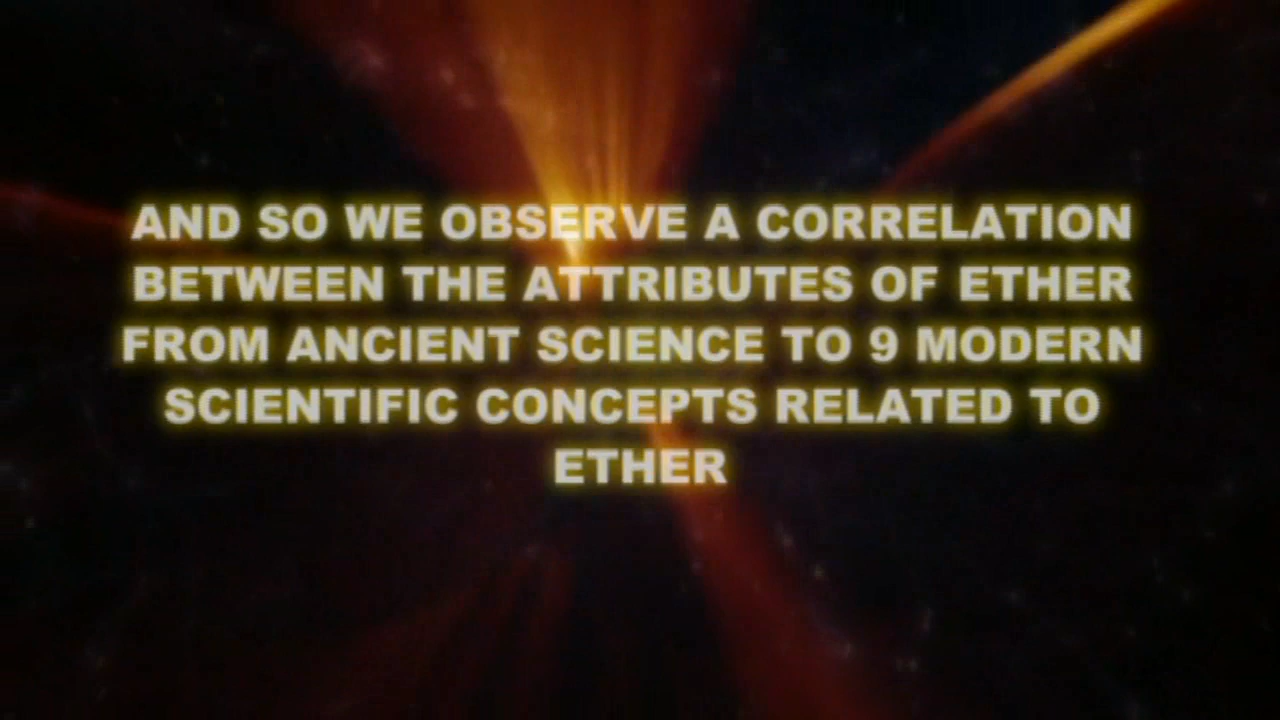 AND SO WE OBSERVE A CORRELATION
BETWEEN THE ATTRIBUTES OF ETHER
FROM ANCIENT SCIENCE TO 9 MODERN
SCIENTIFIC CONCEPTS RELATED TO
ETHER